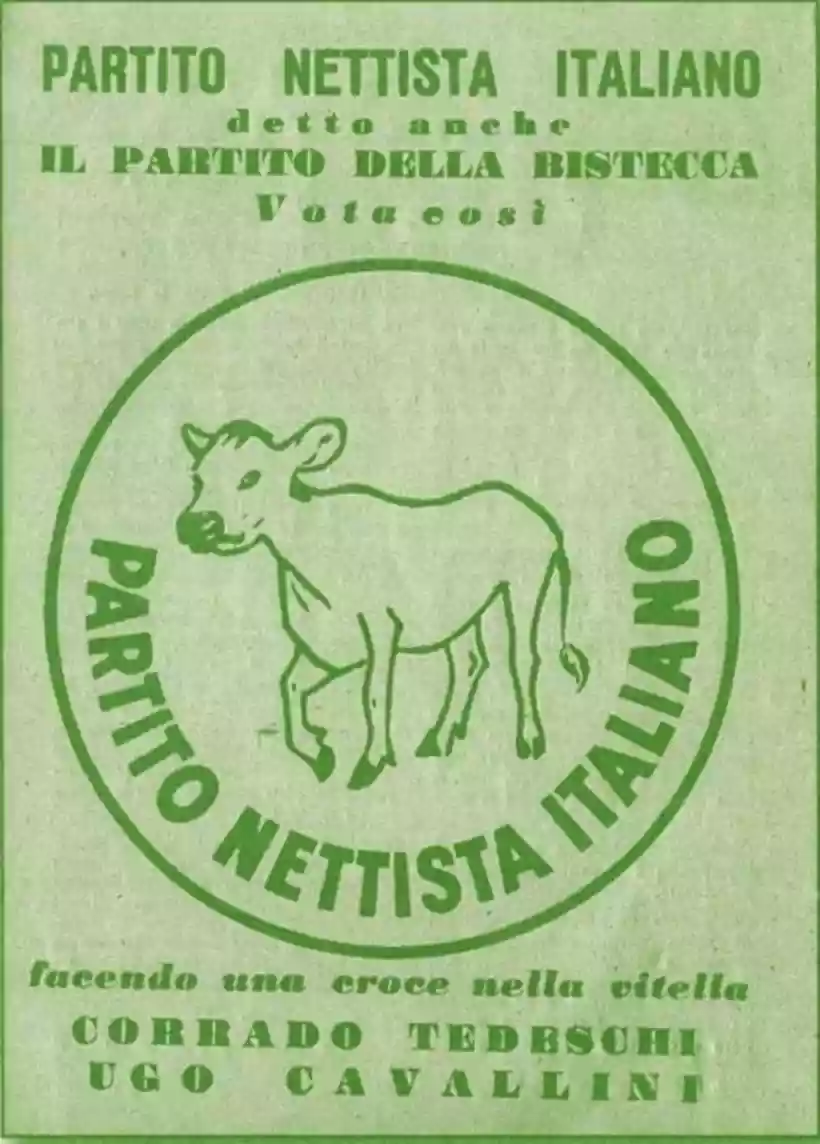 PARTITO NETTISTA ITALIANO
detto anche
IL PARTITO DELLA BISTECCA
Vota così
PARTITO NETTISTA ITALIANO
facendo una croce nella vitella
CORRADO TEDESCHI
UGO CAVALLINI